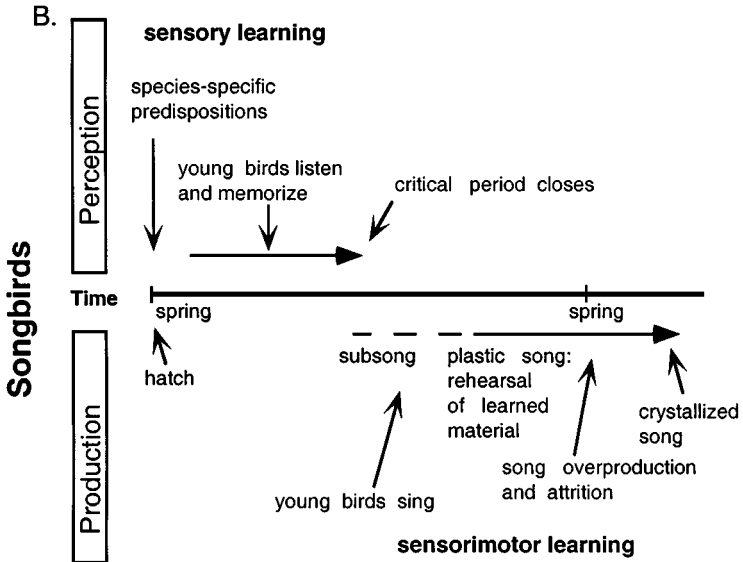 B.
sensory learning
species-specific
predispositions
young birds listen
and memorize
critical period closes
Perception
Songbirds
Time
spring
spring
hatch
subsong
plastic song:
rehearsal
of learned
material
crystallized
song
song overproduction
and attrition
young birds sing
Production
sensorimotor learning